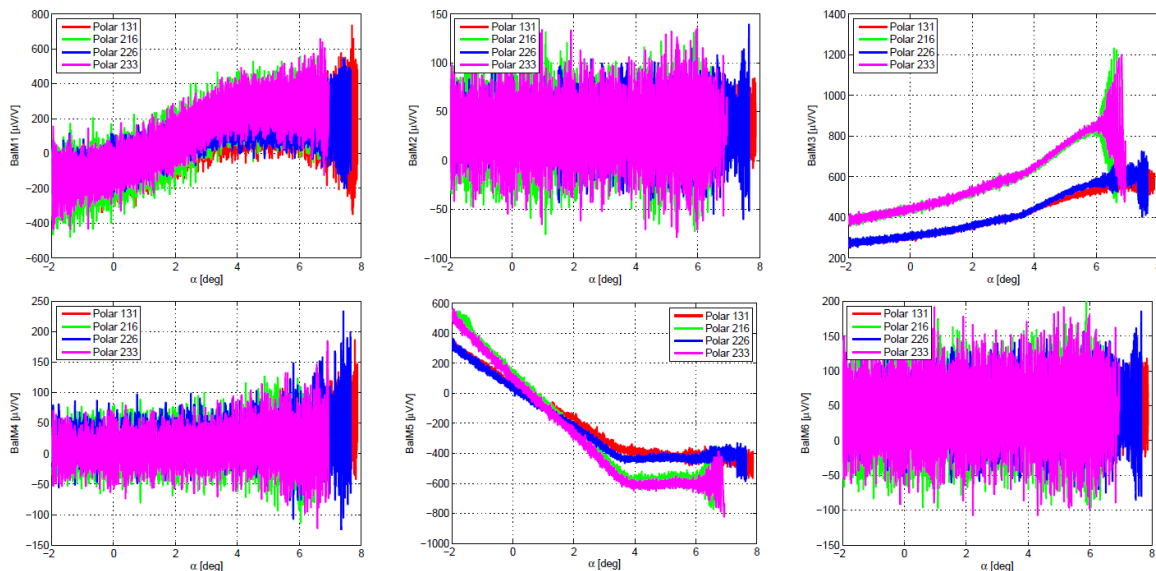 800
600
400
200
0
−200
−400
−600
BalM1 [µV/V]
Polar 131
Polar 216
Polar 226
Polar 233
−2 0 2 4 6 8
α [deg]
150
100
50
0
−50
−100
BalM2 [µV/V]
Polar 131
Polar 216
Polar 226
Polar 233
−2 0 2 4 6 8
α [deg]
1400
1200
1000
800
600
400
200
BalM3 [µV/V]
Polar 131
Polar 216
Polar 226
Polar 233
−2 0 2 4 6 8
α [deg]
250
200
150
100
50
0
−50
−100
−150
BalM4 [µV/V]
Polar 131
Polar 216
Polar 226
Polar 233
−2 0 2 4 6 8
α [deg]
600
400
200
0
−200
−400
−600
−800
−1000
BalM5 [µV/V]
Polar 131
Polar 216
Polar 226
Polar 233
−2 0 2 4 6 8
α [deg]
200
150
100
50
0
−50
−100
−150
BalM6 [µV/V]
Polar 131
Polar 216
Polar 226
Polar 233
−2 0 2 4 6 8
α [deg]